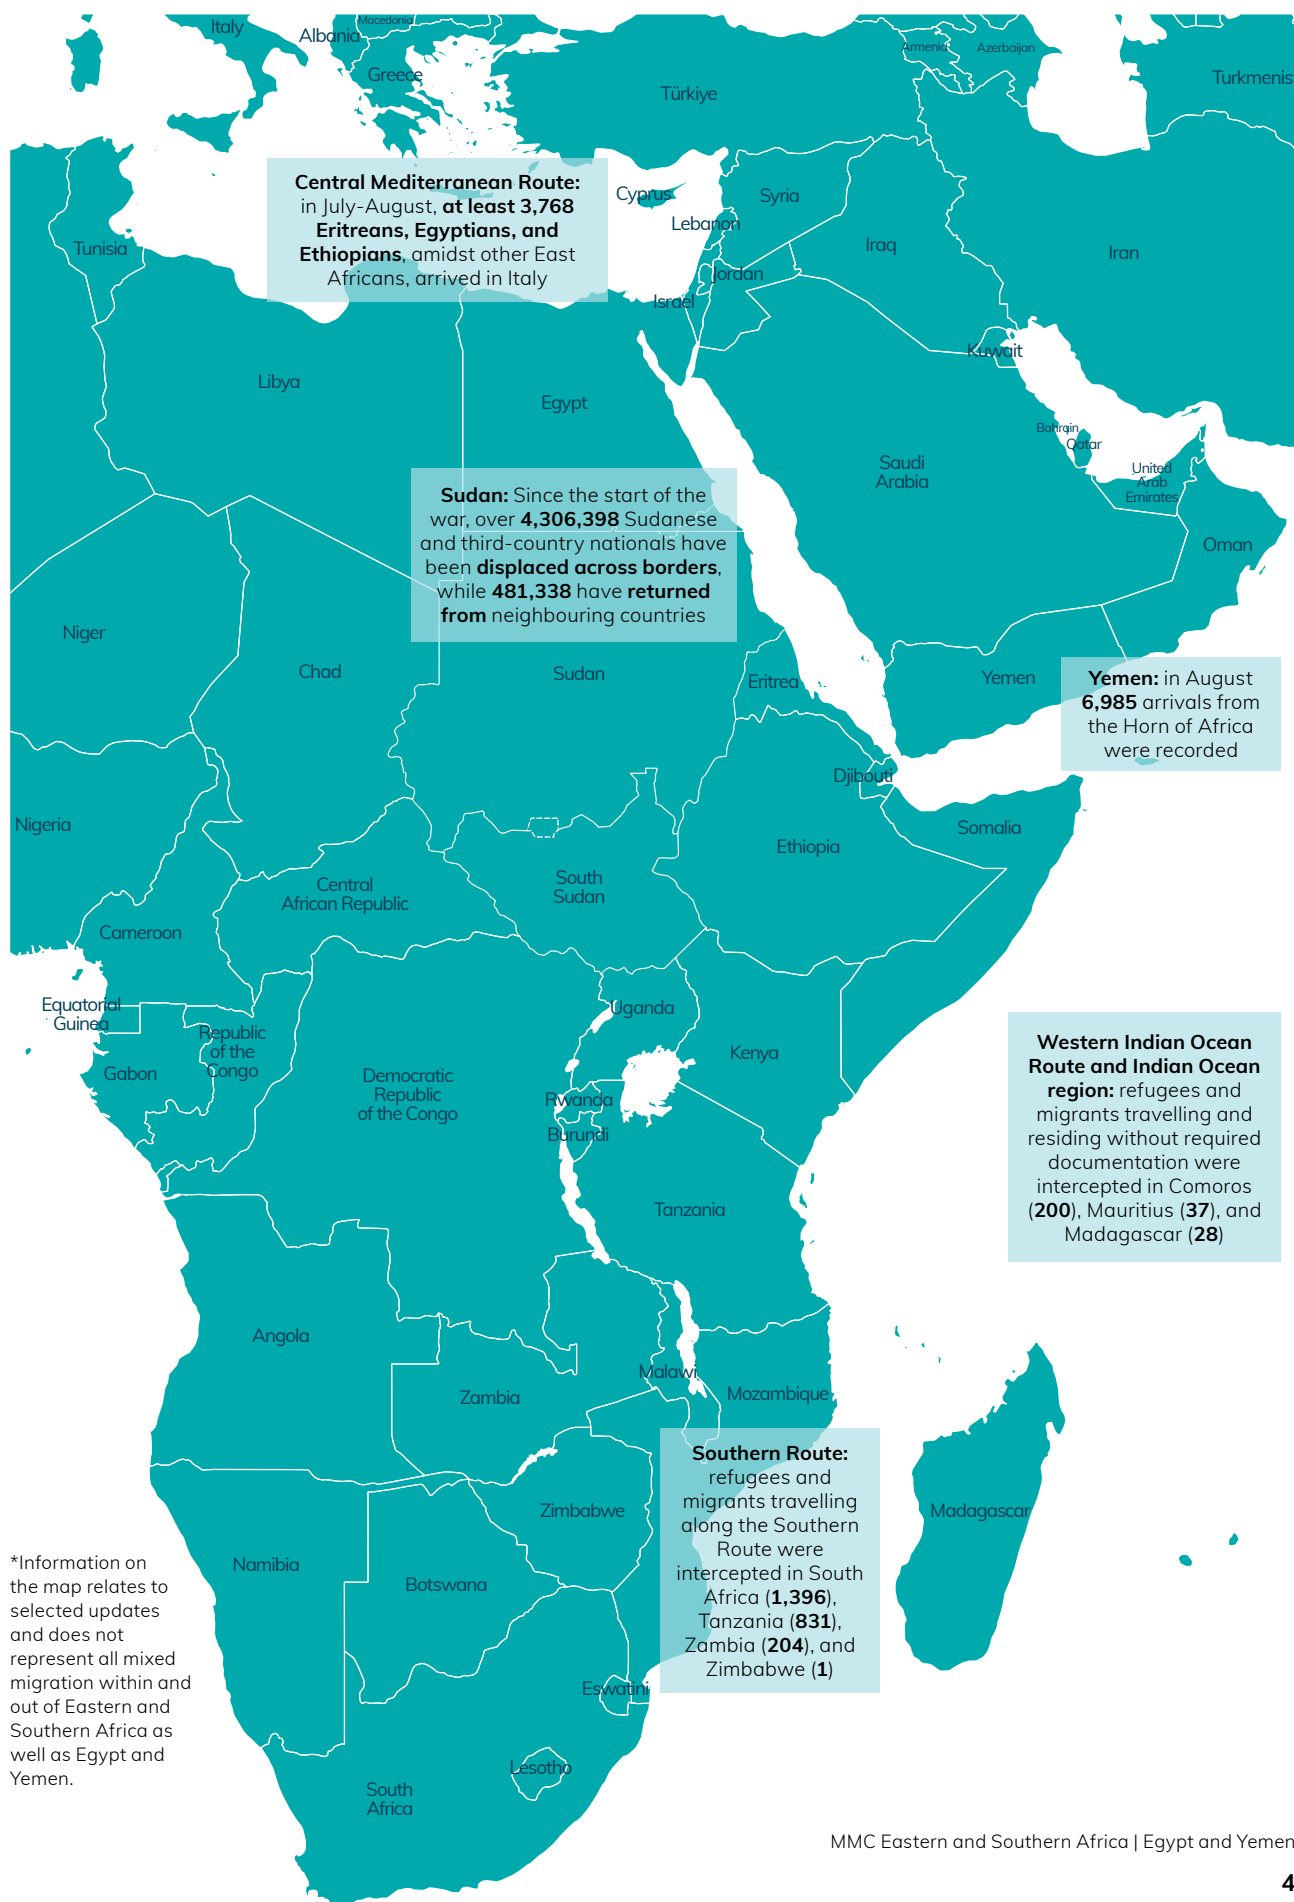 Italy
Macedonia
Albania
Greece
Türkiye
Armenia
Azerbaijan
Turkmenis
Central Mediterranean Route:
in July-August, at least 3,768
Eritreans, Egyptians, and
Ethiopians, amidst other East
Africans, arrived in Italy
Cyprus
Syria
Lebanon
Tunisia
Iraq
Iran
Jordan
Israel
Kuwait
Libya
Egypt
Bahrain
Qatar
Saudi
Arabia
United
Arab
Emirates
Sudan: Since the start of the
war, over 4,306,398 Sudanese
and third-country nationals have
been displaced across borders,
while 481,338 have returned
from neighbouring countries
Oman
Niger
Chad
Sudan
Eritrea
Yemen
Yemen: in August
6,985 arrivals from
the Horn of Africa
were recorded
Djibouti
Nigeria
Somalia
Ethiopia
Central
African Republic
South
Sudan
Cameroon
Equatorial
Guinea
Uganda
Republic
of the
Congo
Gabon
Kenya
Democratic
Republic
of the Congo
Rwanda
Burundi
Western Indian Ocean
Route and Indian Ocean
region: refugees and
migrants travelling and
residing without required
documentation were
intercepted in Comoros
(200), Mauritius (37), and
Madagascar (28)
Tanzania
Angola
Malawi
Zambia
Mozambique
Southern Route:
refugees and
migrants travelling
along the Southern
Route were
intercepted in South
Africa (1,396),
Tanzania (831),
Zambia (204), and
Zimbabwe (1)
Zimbabwe
Madagascar
Namibia
Botswana
*Information on
the map relates to
selected updates
and does not
represent all mixed
migration within and
out of Eastern and
Southern Africa as
well as Egypt and
Yemen.
Eswatini
Lesotho
South
Africa
MMC Eastern and Southern Africa | Egypt and Yemen
4